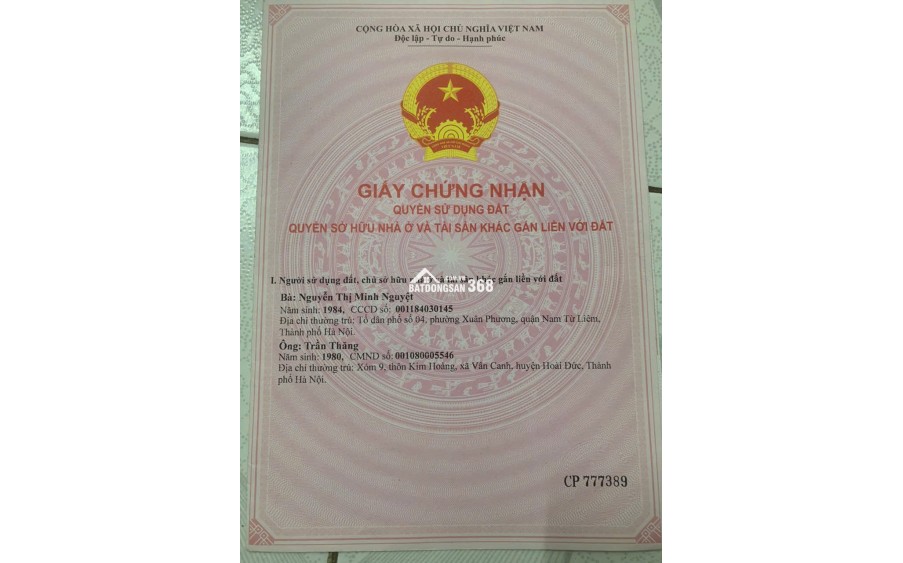 CỘNG HÒA XÃ HỘI CHỦ NGHĨA VIỆT NAM
Độc lập - Tự do - Hạnh phúc
GIẤY CHỨNG NHẬN
QUYỀN SỬ DỤNG ĐẤT
QUYỀN SỞ HỮU NHÀ Ở VÀ TÀI SẢN KHÁC GẮN LIỀN VỚI ĐẤT
I. Người sử dụng đất, chủ sở hữu khác gắn liền với đất
BATDONGSAN 368
.COM.VN
Bà: Nguyễn Thị Minh Nguyệt
Năm sinh: 1984, CCCD số: 001184030145
Địa chỉ thường trú: Tổ dân phố số 04, phường Xuân Phương, quận Nam Từ Liêm,
Thành phố Hà Nội.
Ông: Trần Thăng
Năm sinh: 1980, CMND số: 001080005546
Địa chỉ thường trú: Xóm 9, thôn Kim Hoàng, xã Vân Canh, huyện Hoài Đức, Thành
phố Hà Nội.
CP 777389